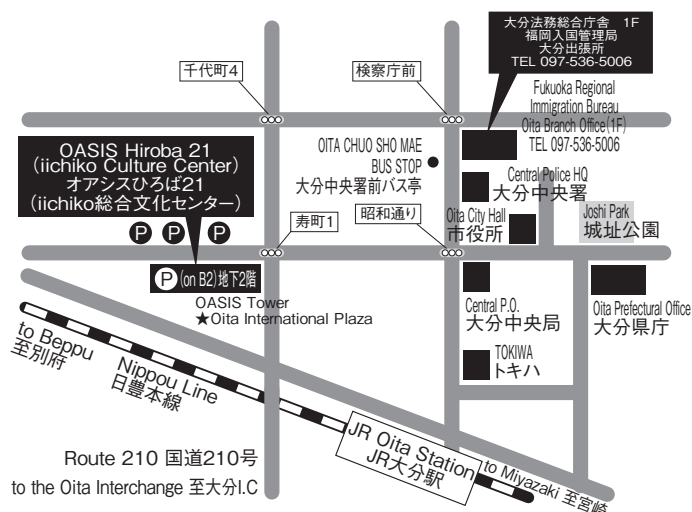 大分法務総合庁舎　1F
福岡入国管理局
大分出張所
TEL 097-536-5006
千代町4
検察庁前
Fukuoka Regional
Immigration Bureau
Oita Branch Office(1F)
TEL 097-536-5006
OASIS Hiroba 21
(iichiko Culture Center)
オアシスひろば21
(iichiko総合文化センター)
OITA CHUO SHO MAE
BUS STOP
大分中央署前バス亭
Central Police HQ
大分中央署
P P P
寿町1
昭和通り
Oita City Hall
市役所
Joshi Park
城址公園
P (on B2)地下2階
OASIS Tower
★Oita International Plaza
Central P.O.
大分中央局
Oita Prefectural Office
大分県庁
to Beppu
至別府
Nippou Line
日豊本線
TOKIWA
トキハ
JR Oita Station
JR大分駅
to Miyazaki 至宮崎
Route 210 国道210号
to the Oita Interchange 至大分I.C